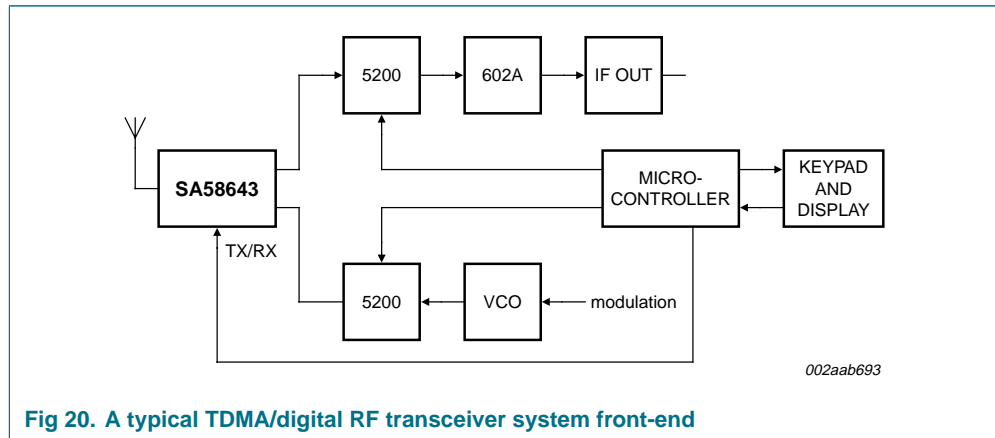 5200
602A
IF OUT
SA58643
MICRO-
CONTROLLER
KEYPAD
AND
DISPLAY
TX/RX
5200
VCO
modulation
002aab693
Fig 20. A typical TDMA/digital RF transceiver system front-end